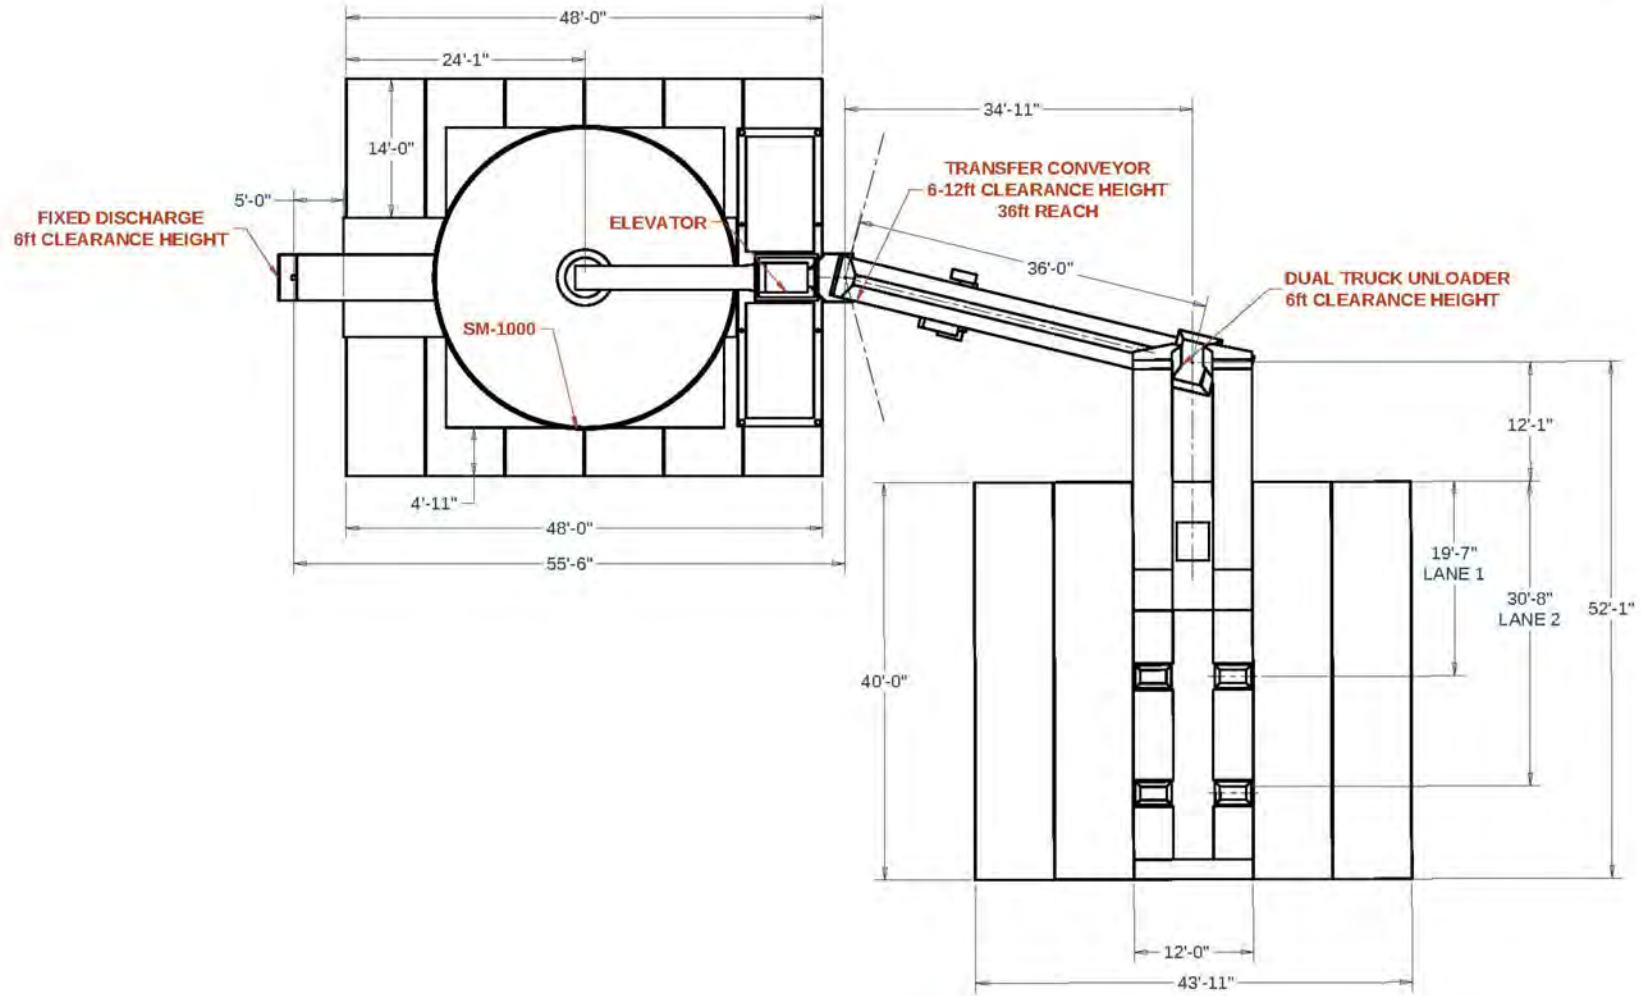 48'-0"
24'-1"
34'-11"
14'-0"
TRANSFER CONVEYOR
6-12ft CLEARANCE HEIGHT
36ft REACH
5'-0"
FIXED DISCHARGE
6ft CLEARANCE HEIGHT
ELEVATOR
36'-0"
DUAL TRUCK UNLOADER
6ft CLEARANCE HEIGHT
SM-1000
12'-1"
4'-11"
48'-0"
55'-6"
19'-7"
LANE 1
30'-8"
LANE 2
52'-1"
40'-0"
12'-0"
43'-11"